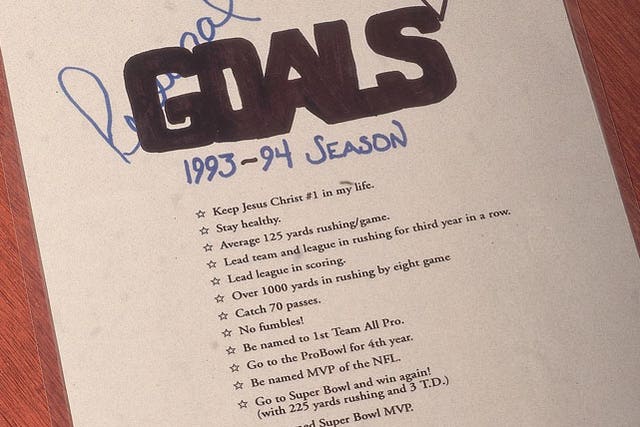 Personal
GOALS
1993-94 SEASON
☆ Keep Jesus Christ #1 in my life.
☆ Stay healthy.
☆ Average 125 yards rushing/game.
☆ Lead team and league in rushing for third year in a row.
☆ Lead league in scoring.
☆ Over 1000 yards in rushing by eight game
☆ Catch 70 passes.
☆ No fumbles!
☆ Be named to 1st Team All Pro.
☆ Go to the ProBowl for 4th year.
☆ Be named MVP of the NFL.
☆ Go to Super Bowl and win again!
(with 225 yards rushing and 3 T.D.)
Super Bowl MVP.